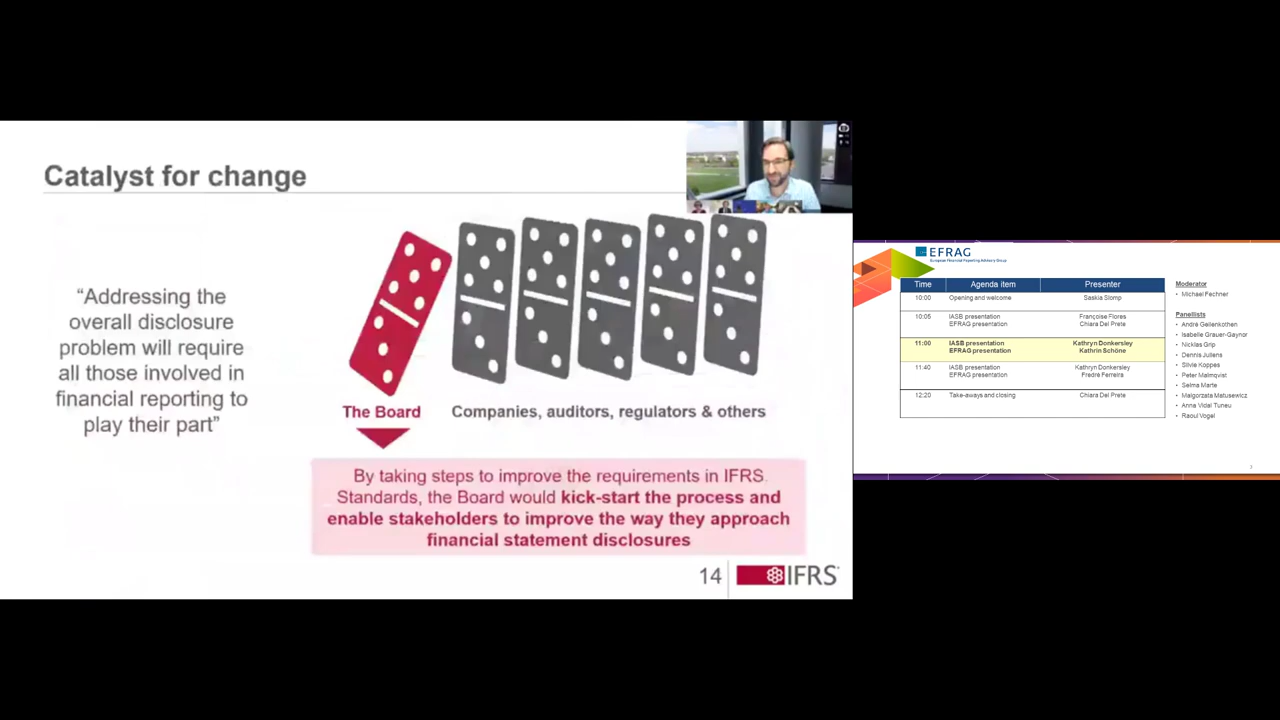 Catalyst for change
“Addressing the
overall disclosure
problem will require
all those involved in
financial reporting to
play their part”
The Board
Companies, auditors, regulators & others
By taking steps to improve the requirements in IFRS
Standards, the Board would kick-start the process and
enable stakeholders to improve the way they approach
financial statement disclosures
14
IFRS
EFRAG
European Financial Reporting Advisory Group
Time Agenda item Presenter
10:00 Opening and welcome Saskia Slomp
10:05 IASB presentation Françoise Flores
EFRAG presentation Chiara Del Prete
11:00 IASB presentation Kathryn Donkersley
EFRAG presentation Kathrin Schöne
11:40 IASB presentation Kathryn Donkersley
EFRAG presentation Fredré Ferreira
12:20 Take-aways and closing Chiara Del Prete
Moderator
• Michael Fechner
Panellists
• André Geilenkothen
• Isabelle Grauer-Gaynor
• Nicklas Grip
• Dennis Jullens
• Silvie Koppes
• Peter Malmqvist
• Selma Marte
• Malgorzata Matusewicz
• Anna Vidal Tuneu
• Raoul Vogel